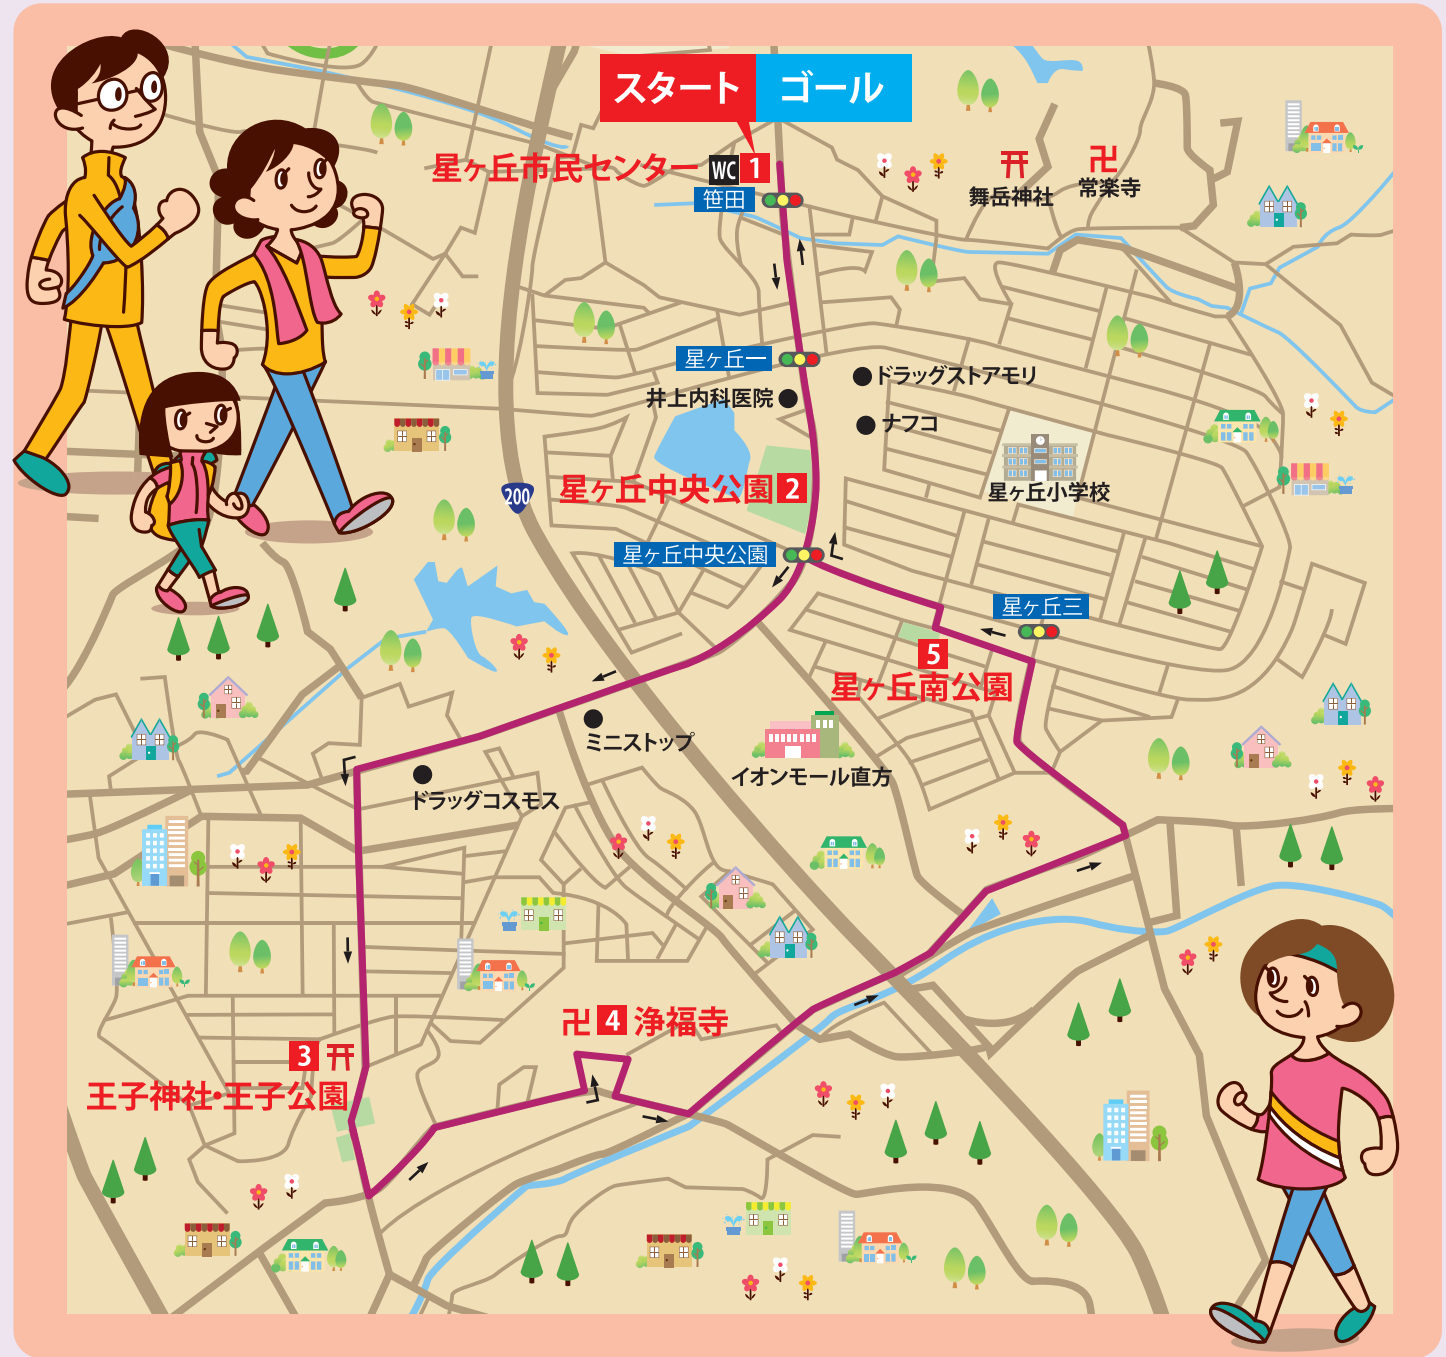 スタート
ゴール
星ヶ丘市民センター
WC
1
笹田
舞岳神社
常楽寺
星ヶ丘一
ドラッグストアモリ
井上内科医院
ナフコ
星ヶ丘中央公園
2
200
星ヶ丘小学校
星ヶ丘中央公園
星ヶ丘三
5
星ヶ丘南公園
ミニストップ
イオンモール直方
ドラッグコスモス
卍
4
浄福寺
3
王子神社・王子公園